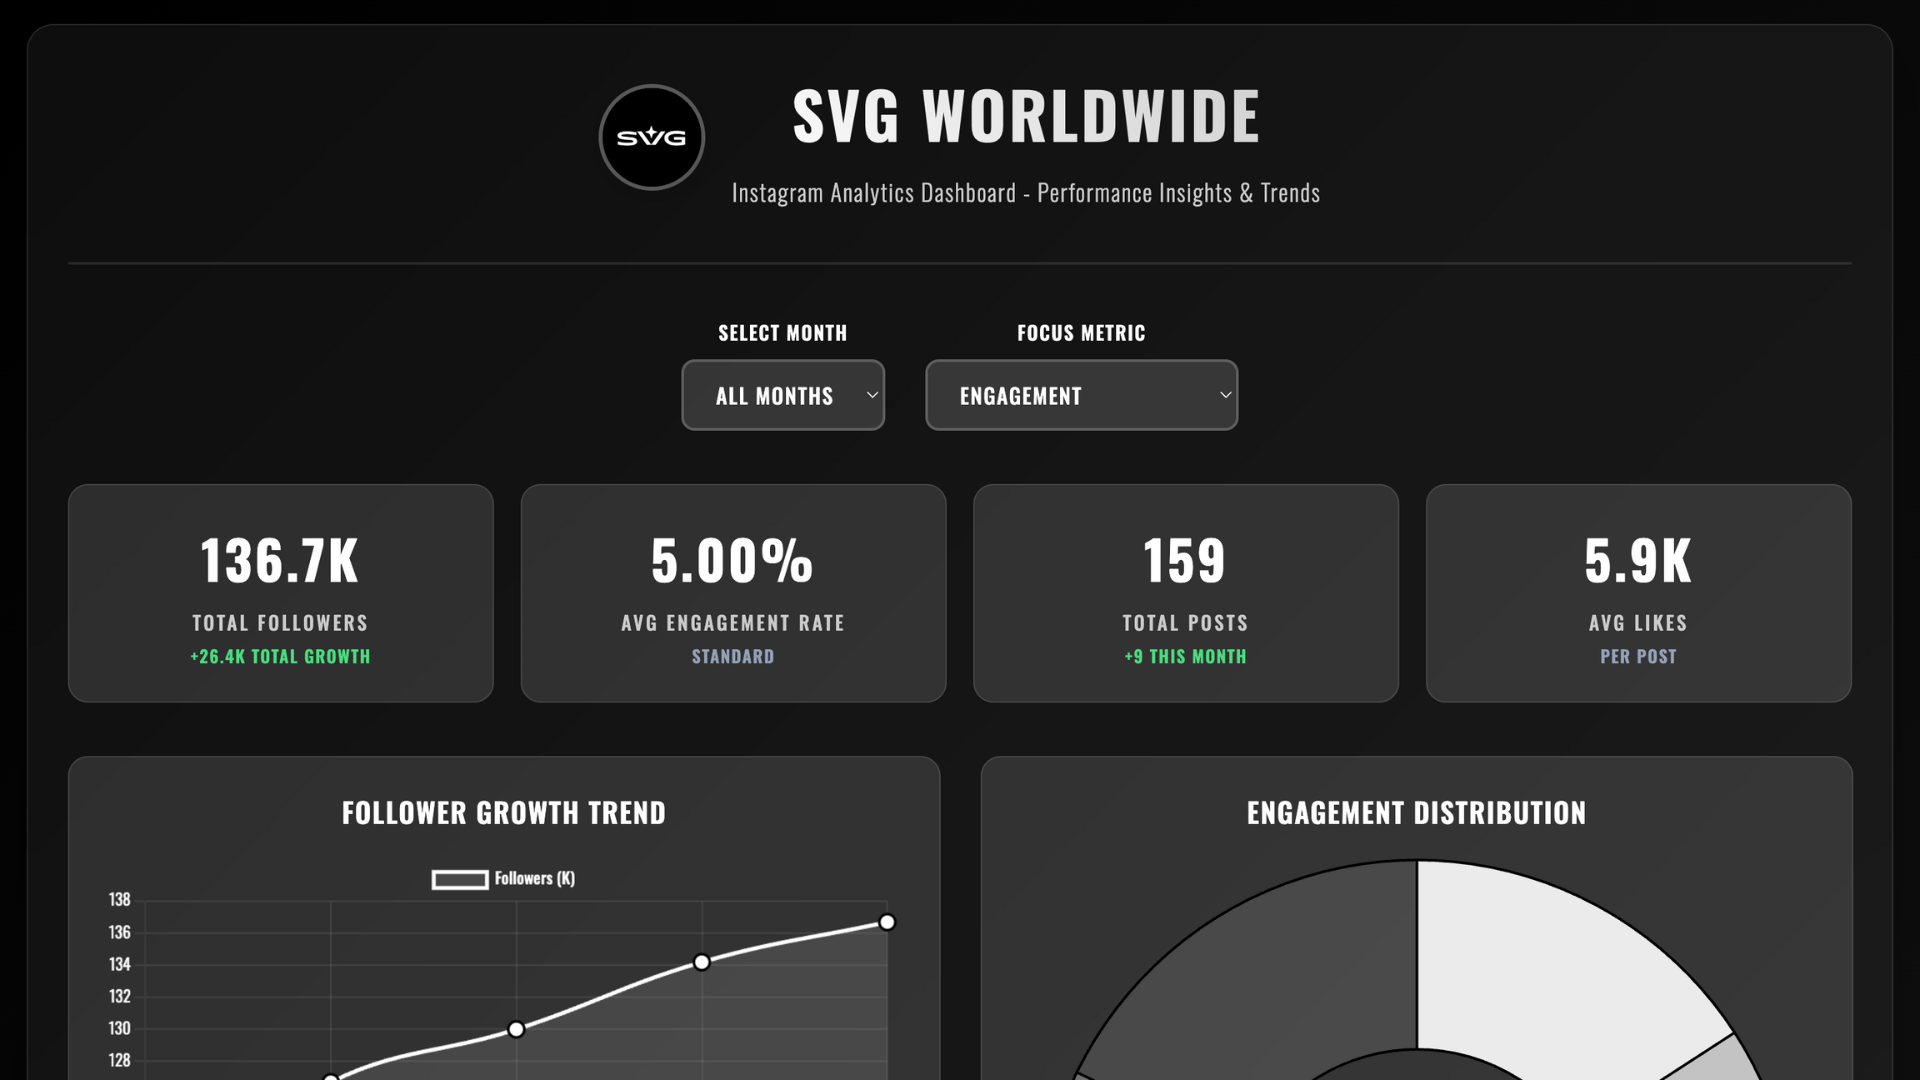 SVG
SVG WORLDWIDE
Instagram Analytics Dashboard - Performance Insights & Trends
SELECT MONTH
ALL MONTHS
FOCUS METRIC
ENGAGEMENT
136.7K
TOTAL FOLLOWERS
+26.4K TOTAL GROWTH
5.00%
AVG ENGAGEMENT RATE
STANDARD
159
TOTAL POSTS
+9 THIS MONTH
5.9K
AVG LIKES
PER POST
FOLLOWER GROWTH TREND
Followers (K)
138
136
134
132
130
128
ENGAGEMENT DISTRIBUTION